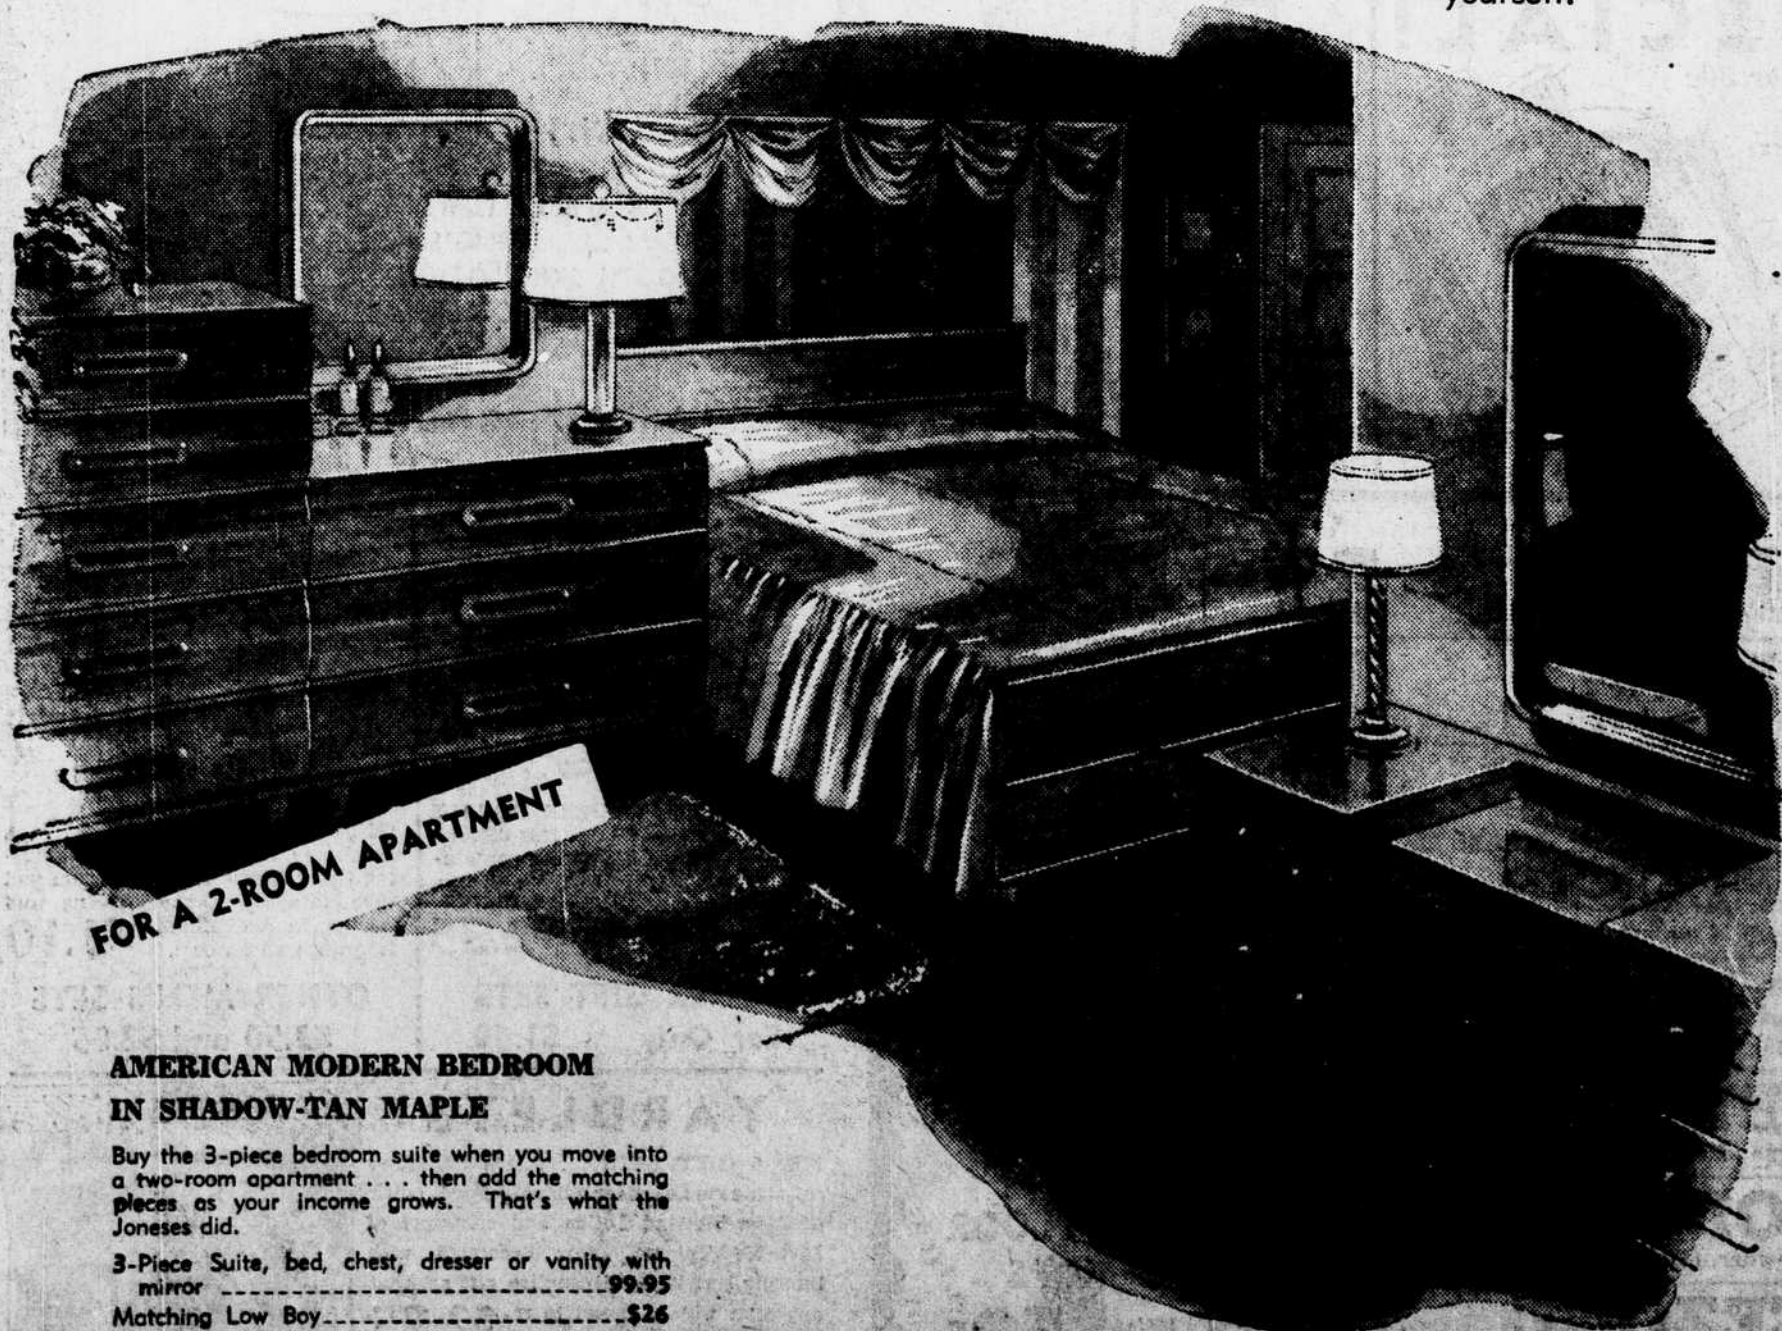 yourself.
FOR A 2-ROOM APARTMENT
AMERICAN MODERN BEDROOM
IN SHADOW-TAN MAPLE
Buy the 3-piece bedroom suite when you move into
a two-room apartment . . . then add the matching
pieces as your income grows. That's what the
Joneses did.
3-Piece Suite, bed, chest, dresser or vanity with
mirror ----------------------------99.95
Matching Low Boy----------------------$26